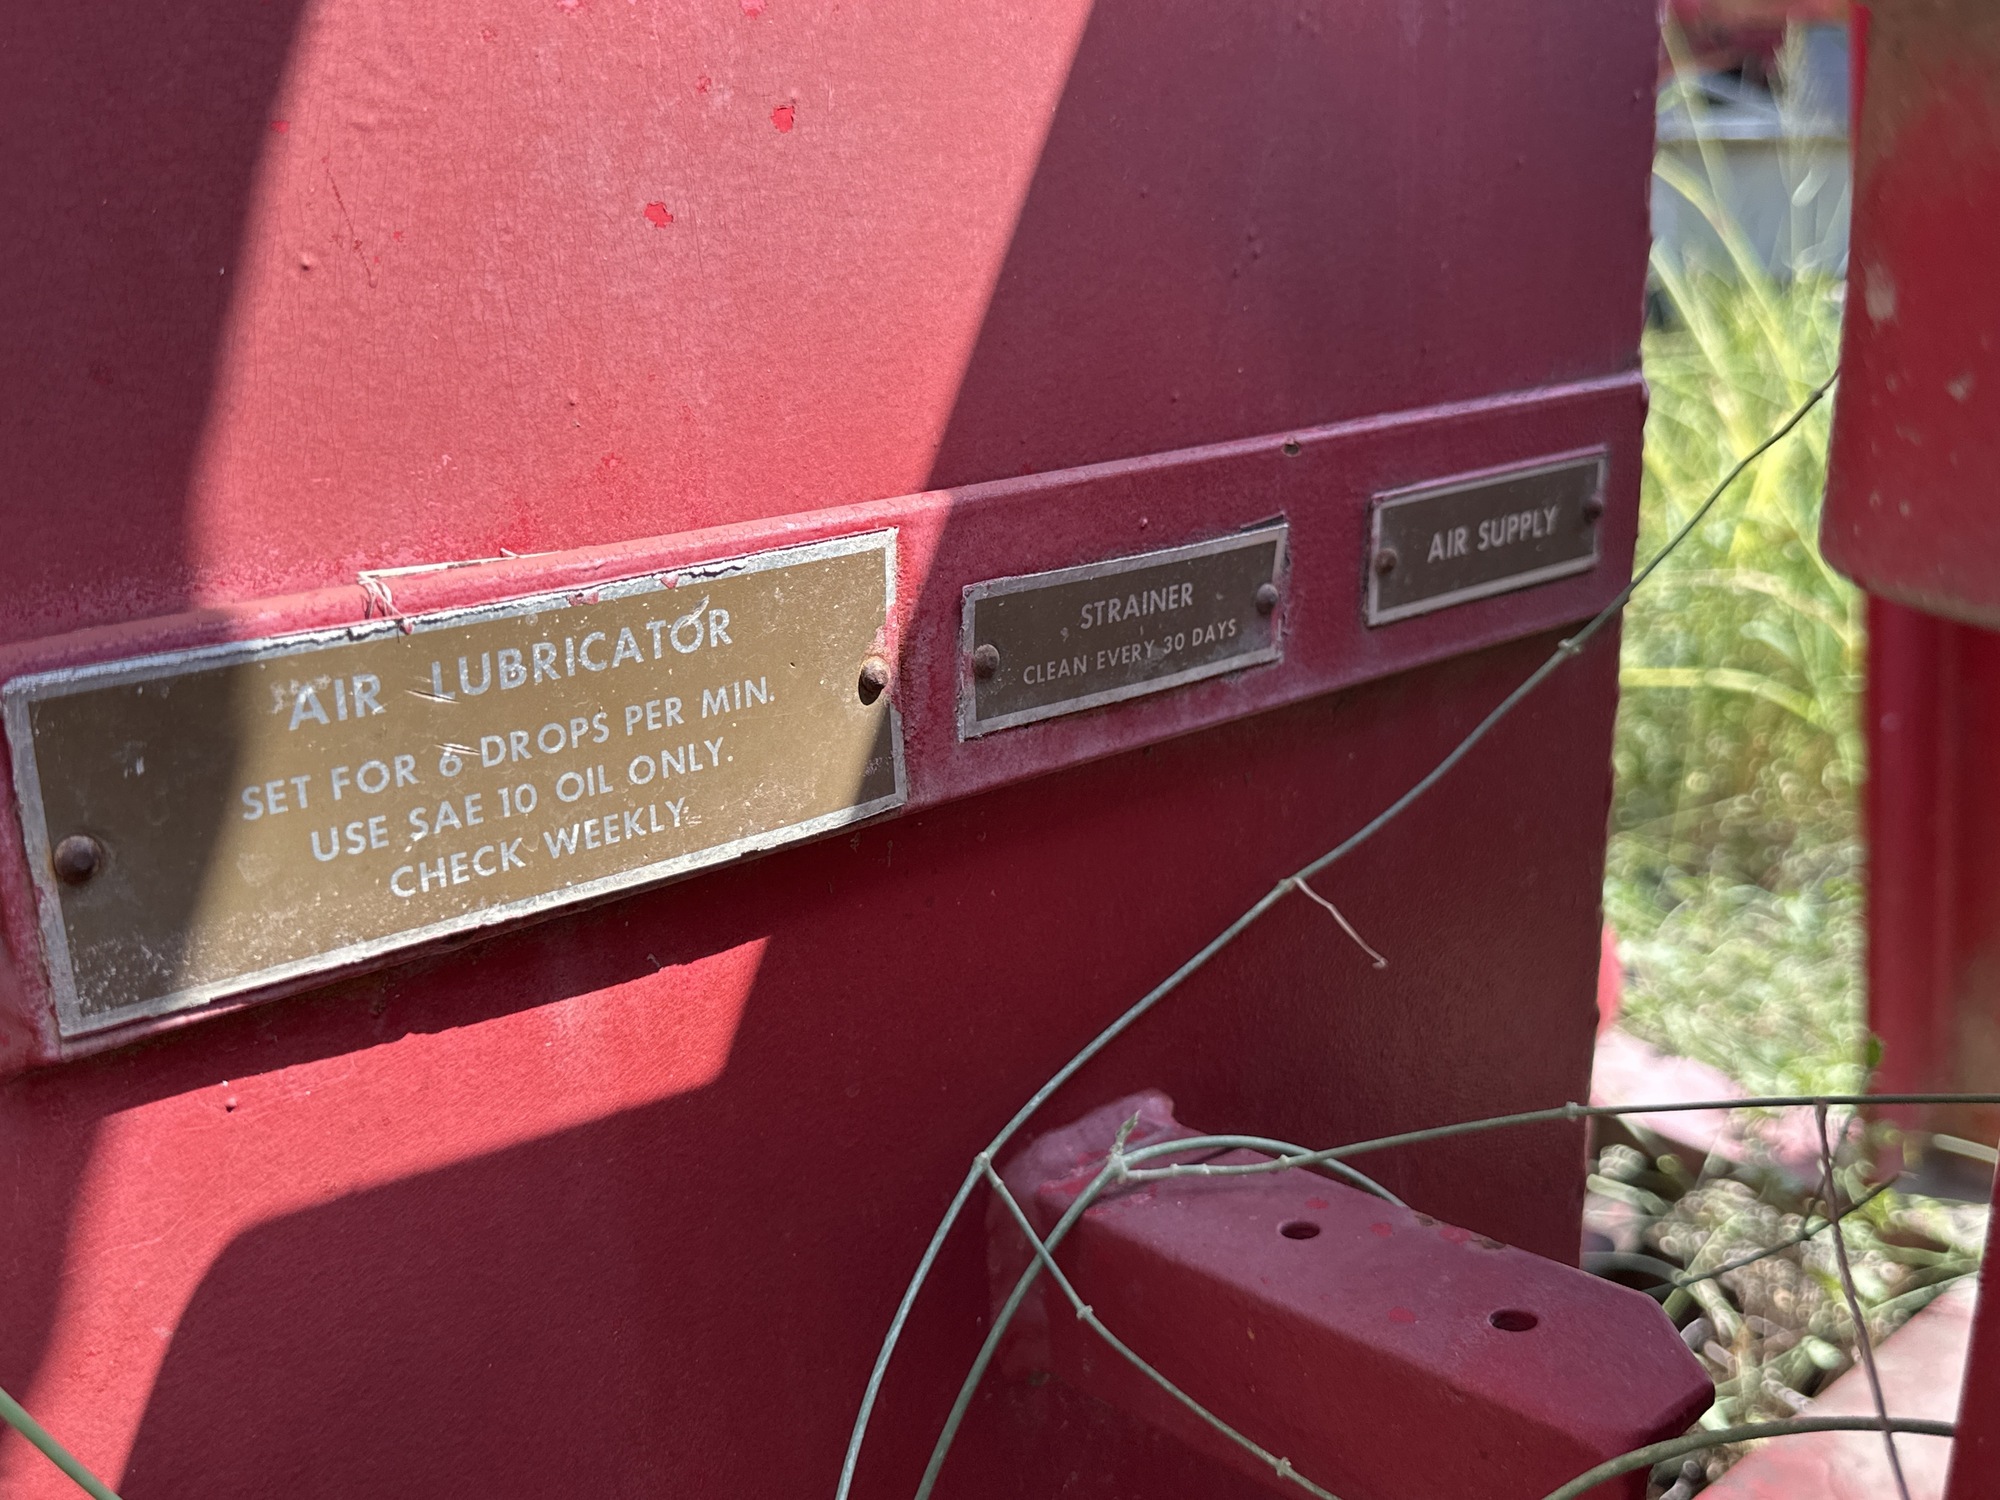 AIR LUBRICATOR
SET FOR 6 DROPS PER MIN.
USE SAE 10 OIL ONLY.
CHECK WEEKLY
STRAINER
CLEAN EVERY 30 DAYS
AIR SUPPLY